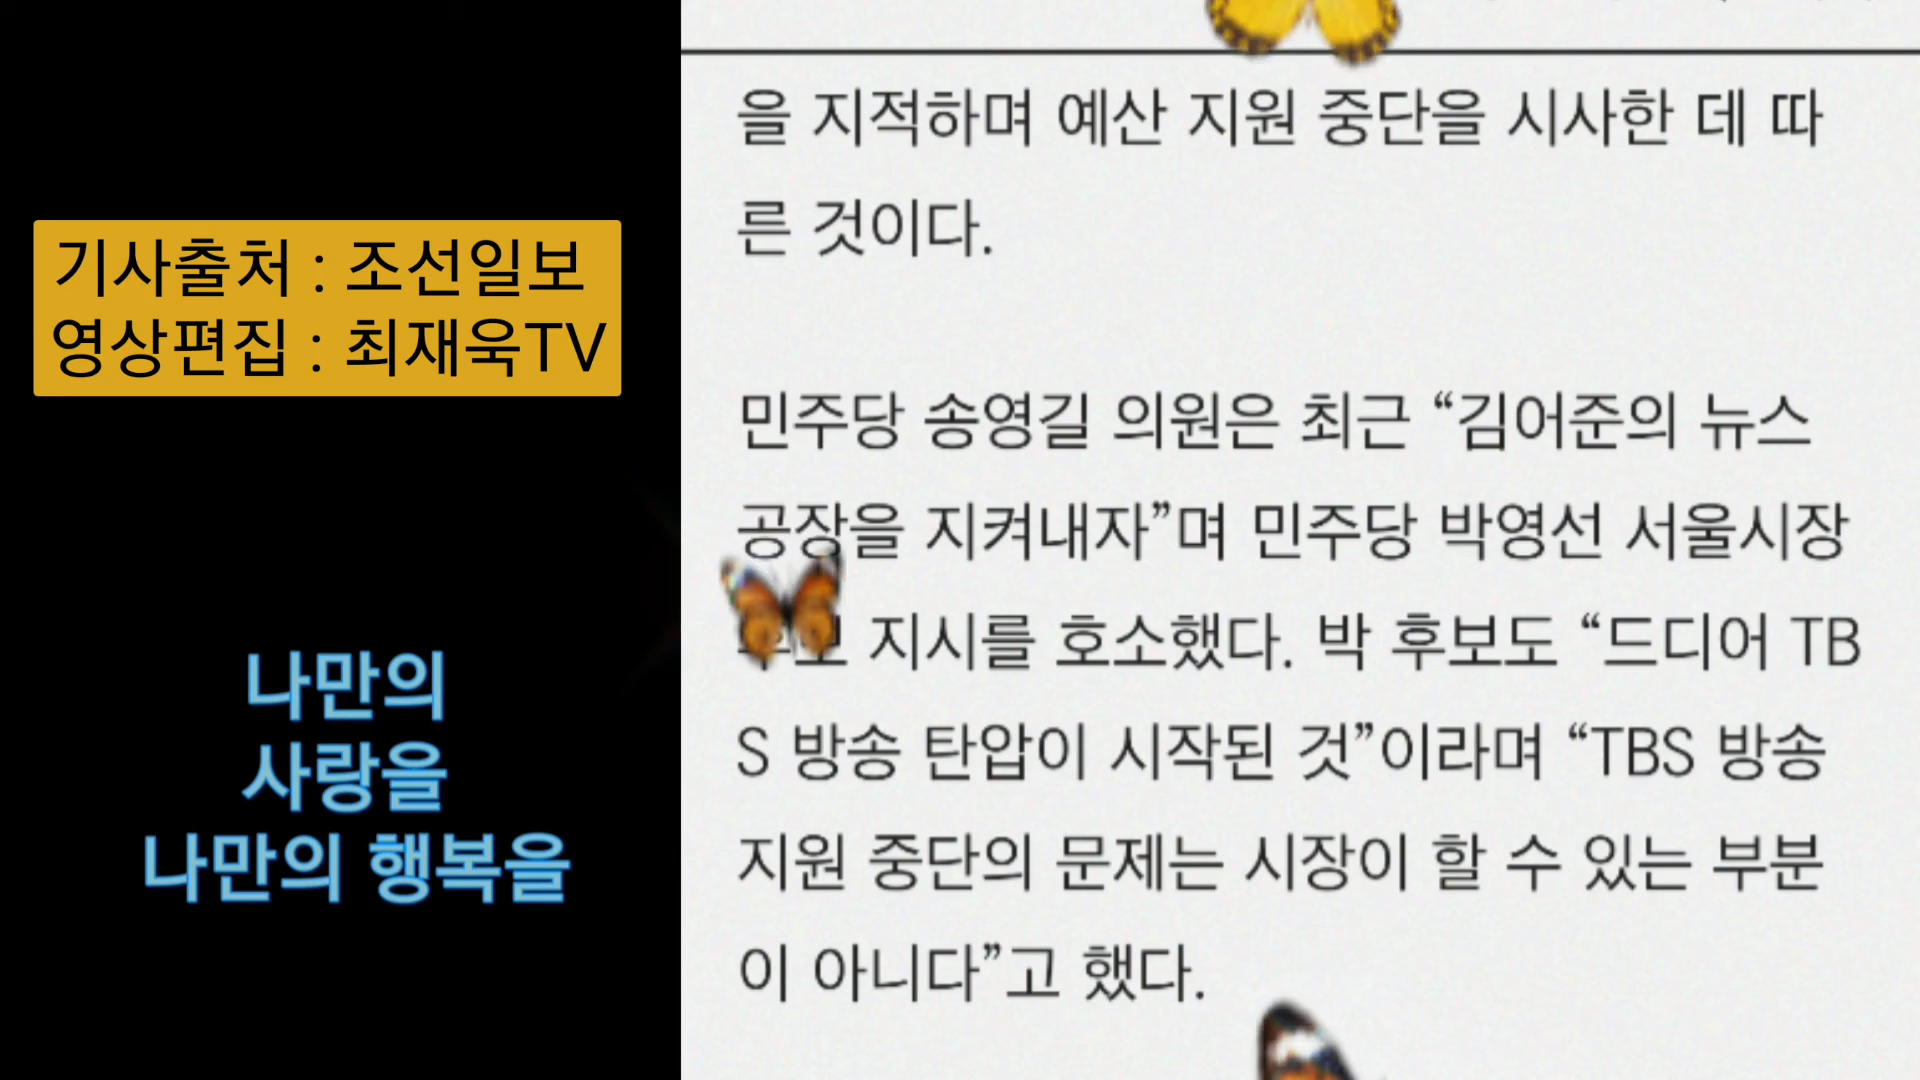 기사출처 : 조선일보
영상편집 : 최재욱TV
나만의
사랑을
나만의 행복을
을 지적하며 예산 지원 중단을 시사한 데 따
른 것이다.
민주당 송영길 의원은 최근 “김어준의 뉴스
공장을 지켜내자”며 민주당 박영선 서울시장
지시를 호소했다. 박 후보도 “드디어 TB
S 방송 탄압이 시작된 것”이라며 “TBS 방송
지원 중단의 문제는 시장이 할 수 있는 부분
이 아니다”고 했다.